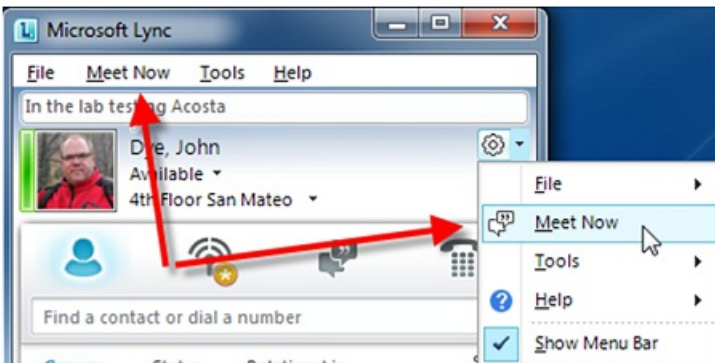 Microsoft Lync
File Meet Now Tools Help
In the lab testing Acosta
Dye, John
Available
4th Floor San Mateo
Find a contact or dial a number
File
Meet Now
Tools
Help
Show Menu Bar